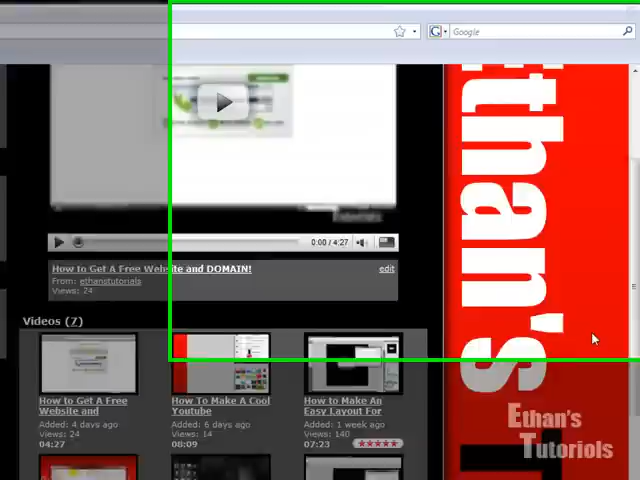 Google
0:00 / 4:27
How to Get A Free Website and DOMAIN!
edit
From: ethanstutorials
Views: 24
Videos (7)
How to Get A Free Website and
Added: 4 days ago
Views: 24
04:27
How To Make A Cool Youtube
Added: 6 days ago
Views: 14
08:09
How to Make An Easy Layout For
Added: 1 week ago
Views: 140
07:23
than's
Ethan's
Tutoriols